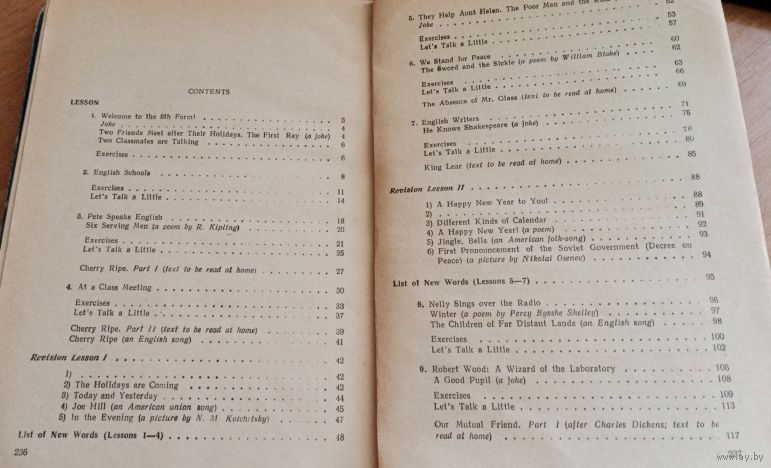 CONTENTS
LESSON
1. Welcome to the 8th Form! 3
Joke 4
Two Friends Meet after Their Holidays. The First Ray (a joke) 4
Two Classmates are Talking 6
Exercises 6
2. English Schools 8
Exercises 11
Let's Talk a Little 14
3. Pete Speaks English 18
Six Serving Men (a poem by R. Kipling) 20
Exercises 21
Let's Talk a Little 25
Cherry Ripe. Part I (text to be read at home) 27
4. At a Class Meeting 30
Exercises 33
Let's Talk a Little 37
Cherry Ripe. Part II (text to be read at home) 39
Cherry Ripe (an English song) 41
Revision Lesson I 42
1) 42
2) The Holidays are Coming 42
3) Today and Yesterday 44
4) Joe Hill (an American union song) 45
5) In the Evening (a picture by N. M. Kolchitsky) 47
List of New Words (Lessons 1—4) 48
236
5. They Help Aunt Helen. The Poor Man and the 52
Joke 53
Exercises
Let's Talk a Little 57
6. We Stand for Peace 60
The Sword and the Sickle (a poem by William Blake) 62
Exercises 63
Let's Talk a Little 66
The Absence of Mr. Glass (text to be read at home) 69
7. English Writers 71
He Knows Shakespeare (a joke) 75
Exercises 76
Let's Talk a Little 80
King Lear (text to be read at home) 85
Revision Lesson II 88
1) A Happy New Year to You! 88
2) 89
3) Different Kinds of Calendar 91
4) A Happy New Year! (a poem) 92
5) Jingle, Bells (an American folk-song) 93
6) First Pronouncement of the Soviet Government (Decree on
Peace) (a picture by Nikolai Oseneo) 94
List of New Words (Lessons 5—7) 95
8. Nelly Sings over the Radio 96
Winter (a poem by Percy Bysshe Shelley) 97
The Children of Far Distant Lands (an English song) 98
Exercises 100
Let's Talk a Little 102
9. Robert Wood: A Wizard of the Laboratory 106
A Good Pupil (a joke) 108
Exercises 109
Let's Talk a Little 113
Our Mutual Friend. Part I (after Charles Dickens; text to be
read at home) 117
237
www.ay.by